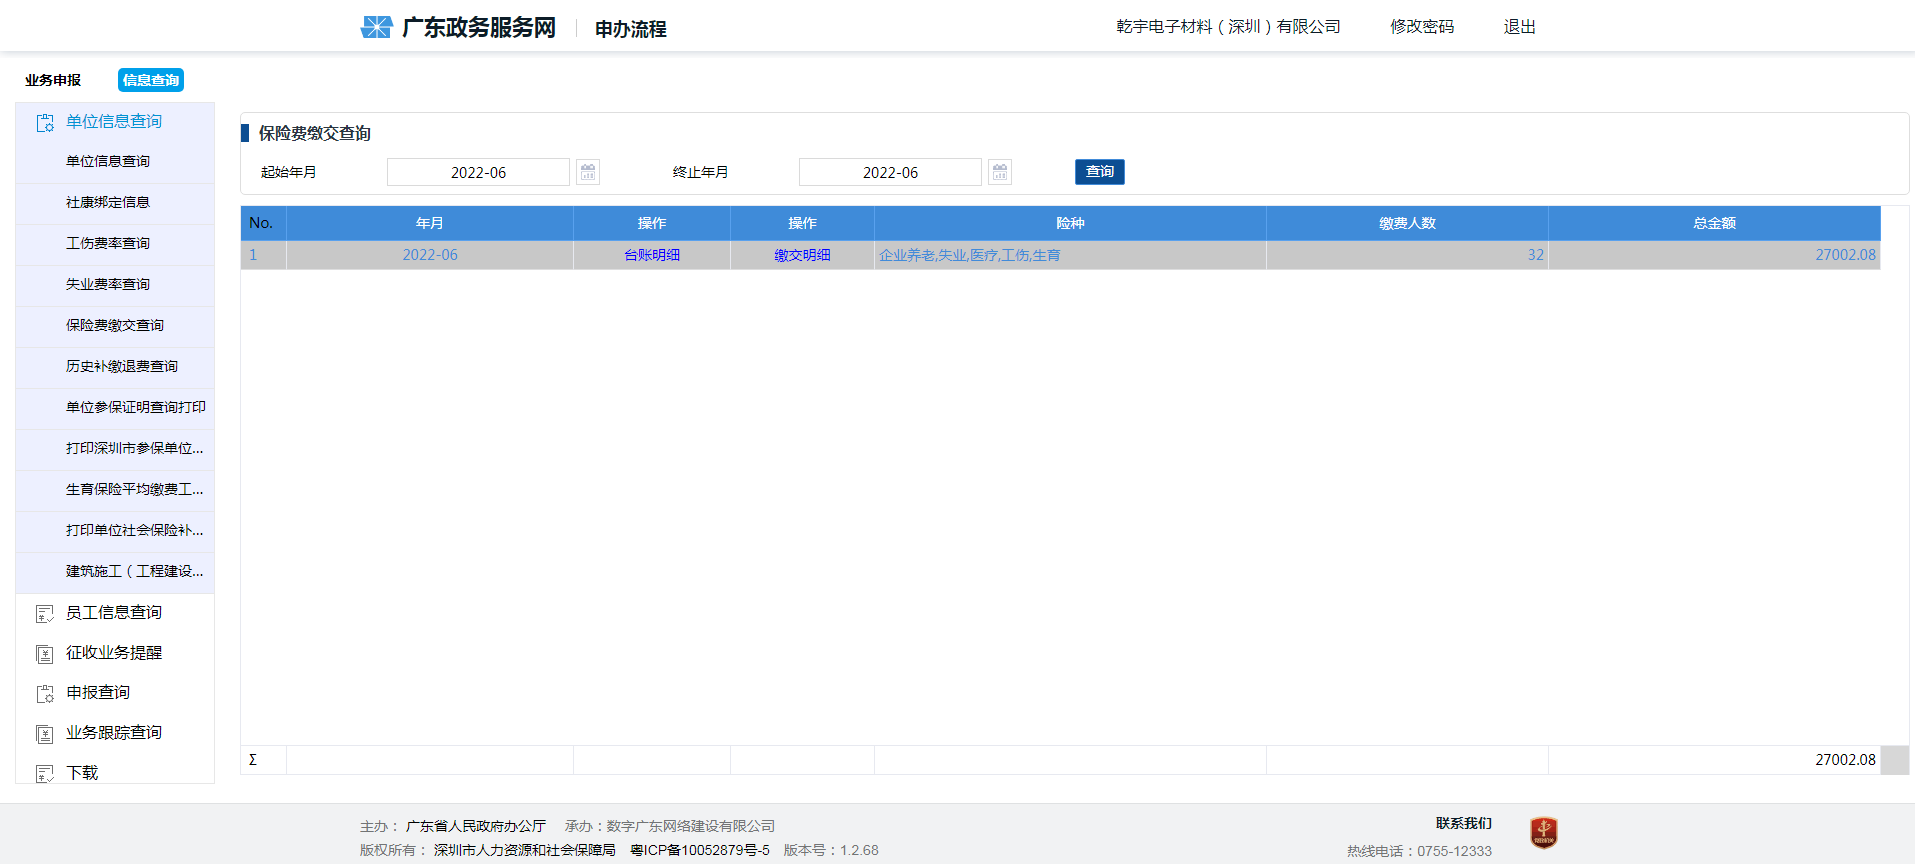 广东政务服务网 申办流程 乾宇电子材料（深圳）有限公司 修改密码 退出
业务申报 信息查询
单位信息查询
单位信息查询
社康绑定信息
工伤费率查询
失业费率查询
保险费缴交查询
历史补缴退费查询
单位参保证明查询打印
打印深圳市参保单位...
生育保险平均缴费工...
打印单位社会保险补...
建筑施工（工程建设...
员工信息查询
征收业务提醒
申报查询
业务跟踪查询
下载
保险费缴交查询
起始年月 2022-06 终止年月 2022-06 查询
No. 年月 操作 操作 险种 缴费人数 总金额
1 2022-06 台账明细 缴交明细 企业养老,失业,医疗,工伤,生育 32 27002.08
Σ 27002.08
主办： 广东省人民政府办公厅 承办：数字广东网络建设有限公司
版权所有： 深圳市人力资源和社会保障局 粤ICP备10052879号-5 版本号：1.2.68
联系我们
热线电话：0755-12333